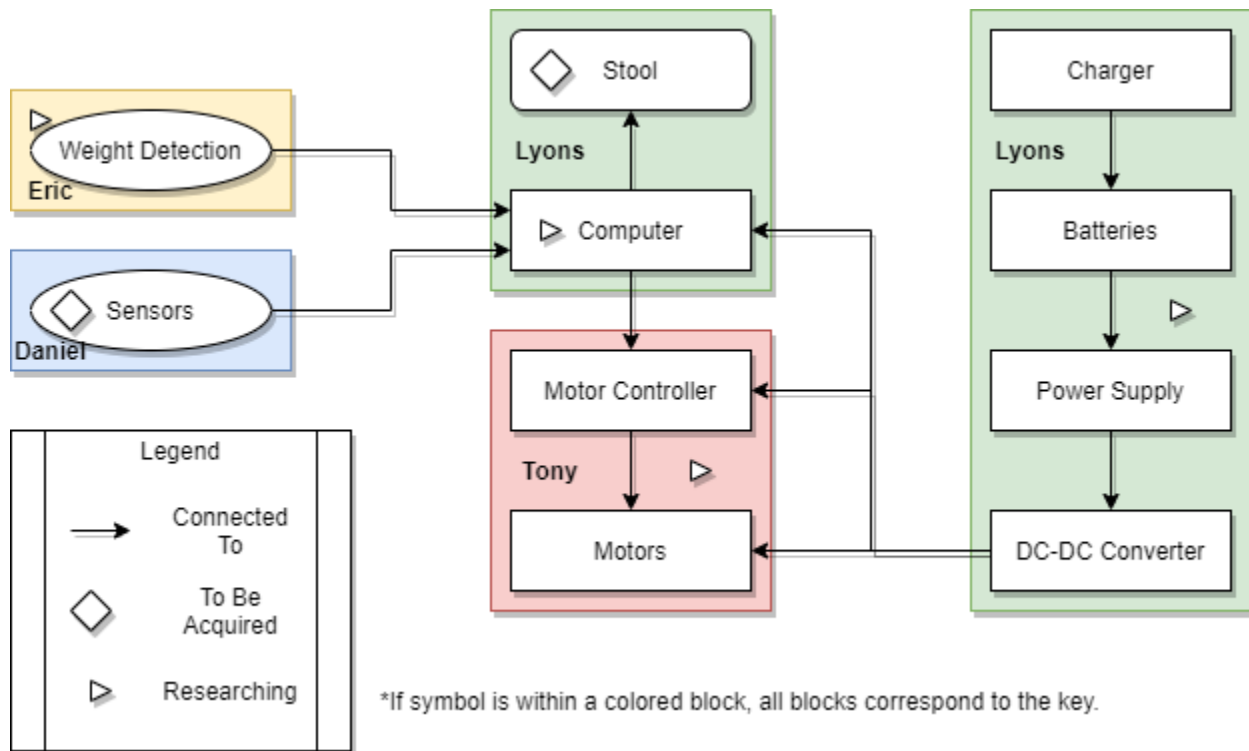 Stool
Charger
Weight Detection
Lyons
Lyons
Eric
Computer
Batteries
Sensors
Daniel
Motor Controller
Power Supply
Legend
Tony
Connected
To
Motors
DC-DC Converter
To Be
Acquired
Researching
*If symbol is within a colored block, all blocks correspond to the key.